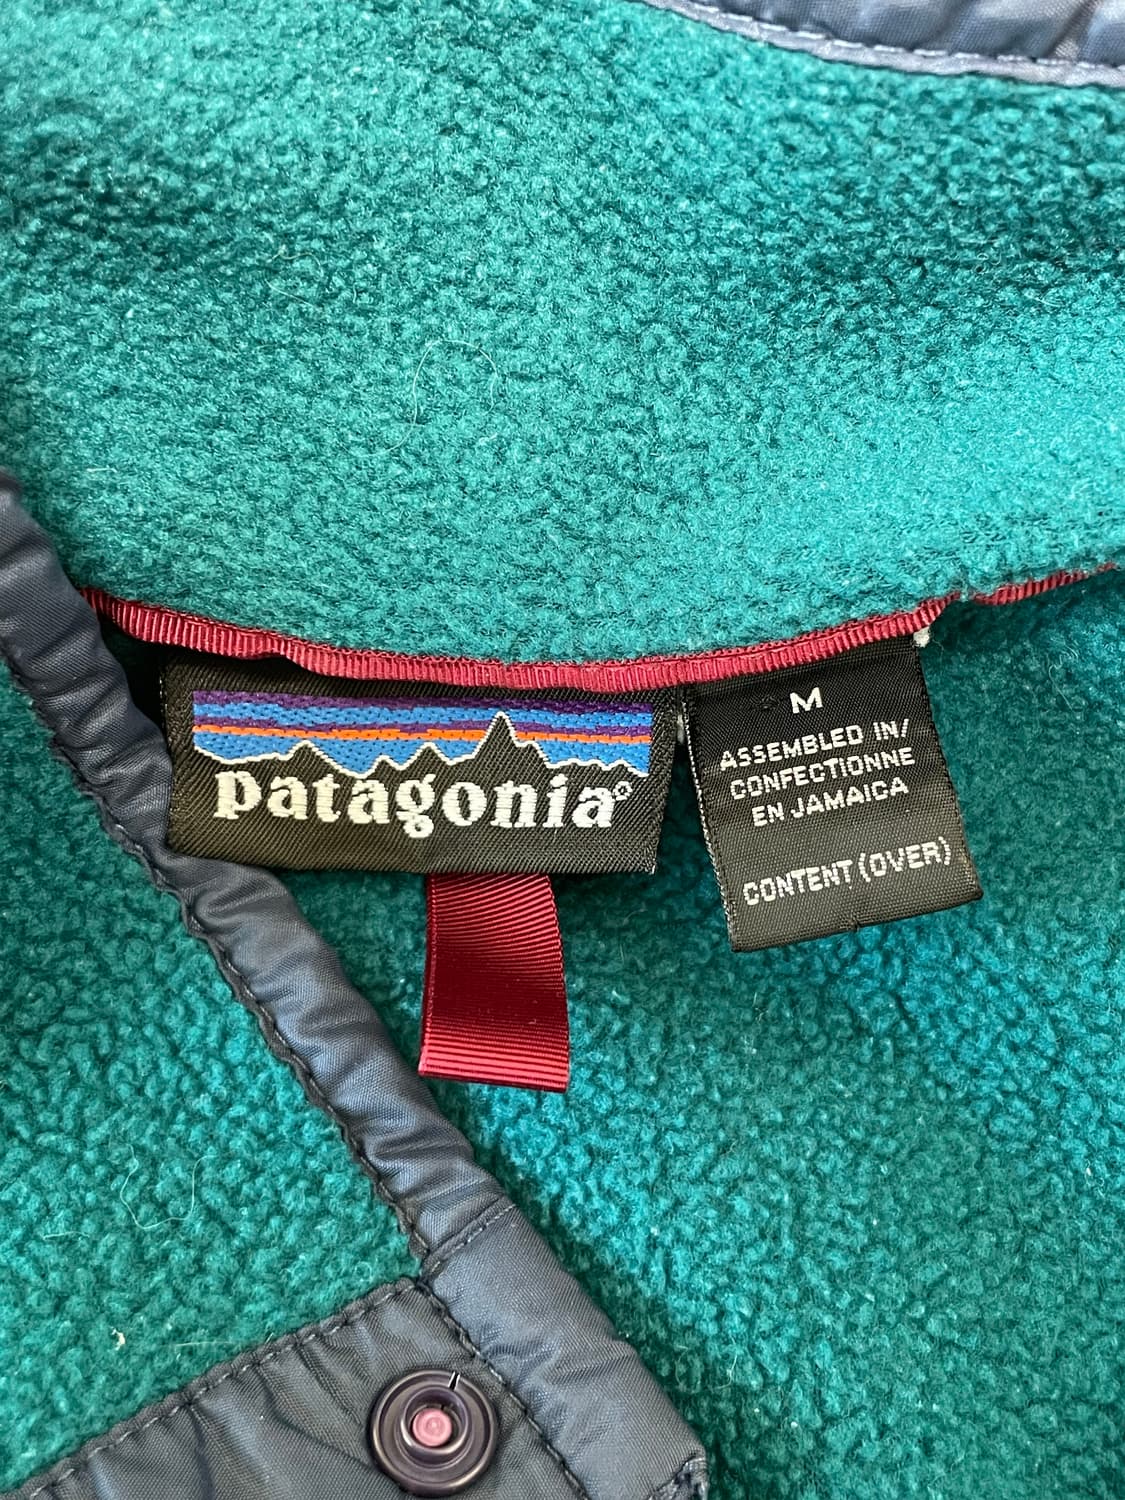 patagonia®
M
ASSEMBLED IN/
CONFECTIONNE
EN JAMAICA
CONTENT (OVER)